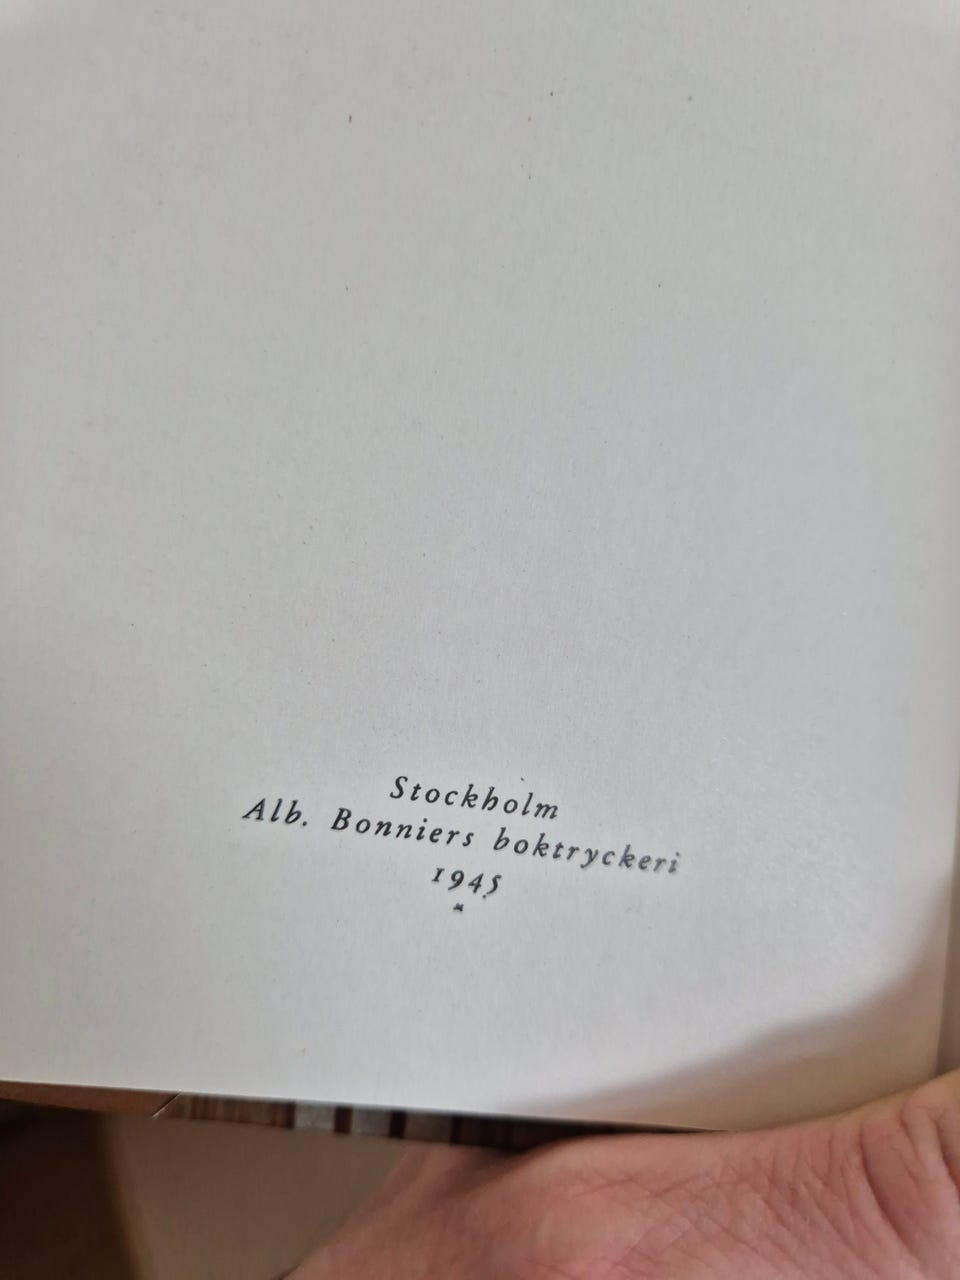 Stockholm
Alb. Bonniers boktryckeri
1945